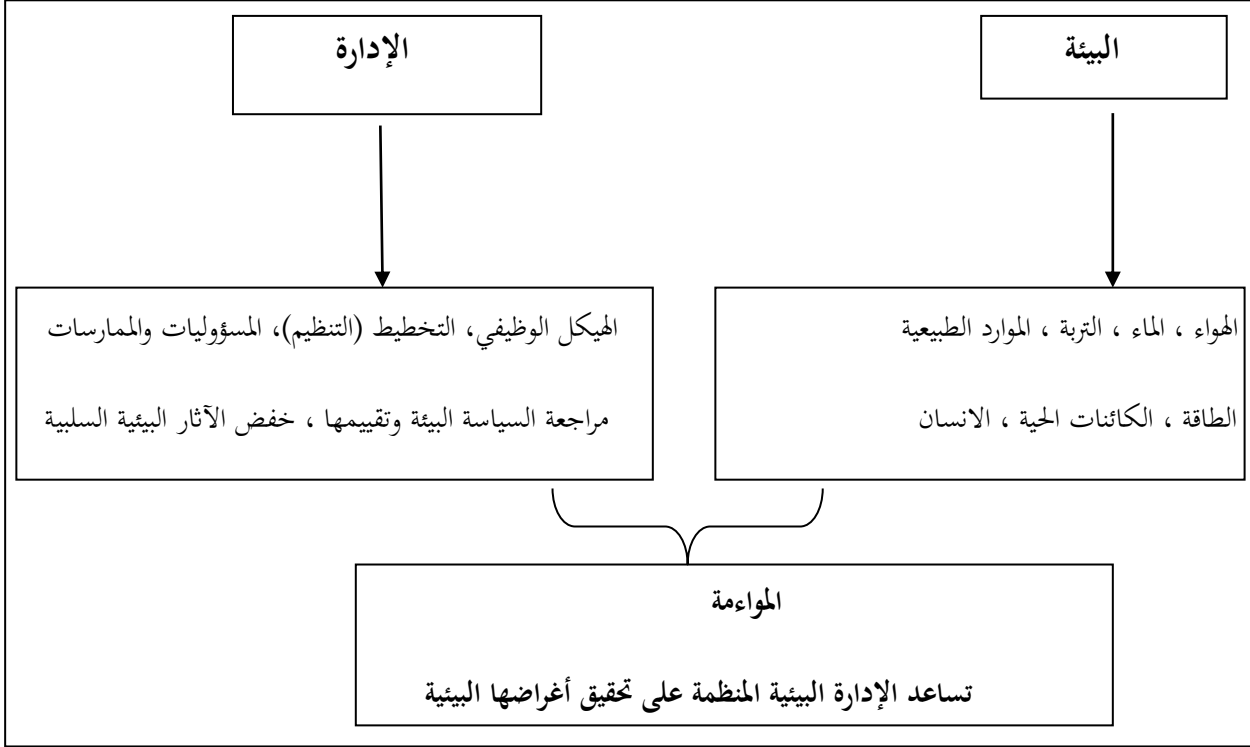 البيئة
الإدارة
الهواء ، الماء ، التربة ، الموارد الطبيعية
الطاقة ، الكائنات الحية ، الانسان
الهيكل الوظيفي، التخطيط (التنظيم)، المسؤوليات والممارسات
مراجعة السياسة البيئة وتقييمها ، خفض الآثار البيئية السلبية
المواءمة
تساعد الإدارة البيئية المنظمة على تحقيق أغراضها البيئية